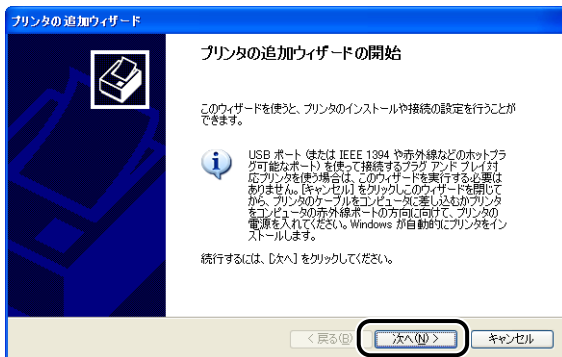 プリンタの追加ウィザード
プリンタの追加ウィザードの開始
このウィザードを使うと、プリンタのインストールや接続の設定を行うことが
できます。
USB ポート (または IEEE 1394 や赤外線などのホットプラ
グ可能なポート) を使って接続するプラグ アンド プレイ対
応プリンタを使う場合は、このウィザードを実行する必要は
ありません。[キャンセル] をクリックしこのウィザードを閉じて
から、プリンタのケーブルをコンピュータに差し込むかプリンタ
をコンピュータの赤外線ポートの方向に向けて、プリンタの
電源を入れてください。Windows が自動的にプリンタをイン
ストールします。
続行するには、[次へ] をクリックしてください。
< 戻る(B)
次へ(N) >
キャンセル